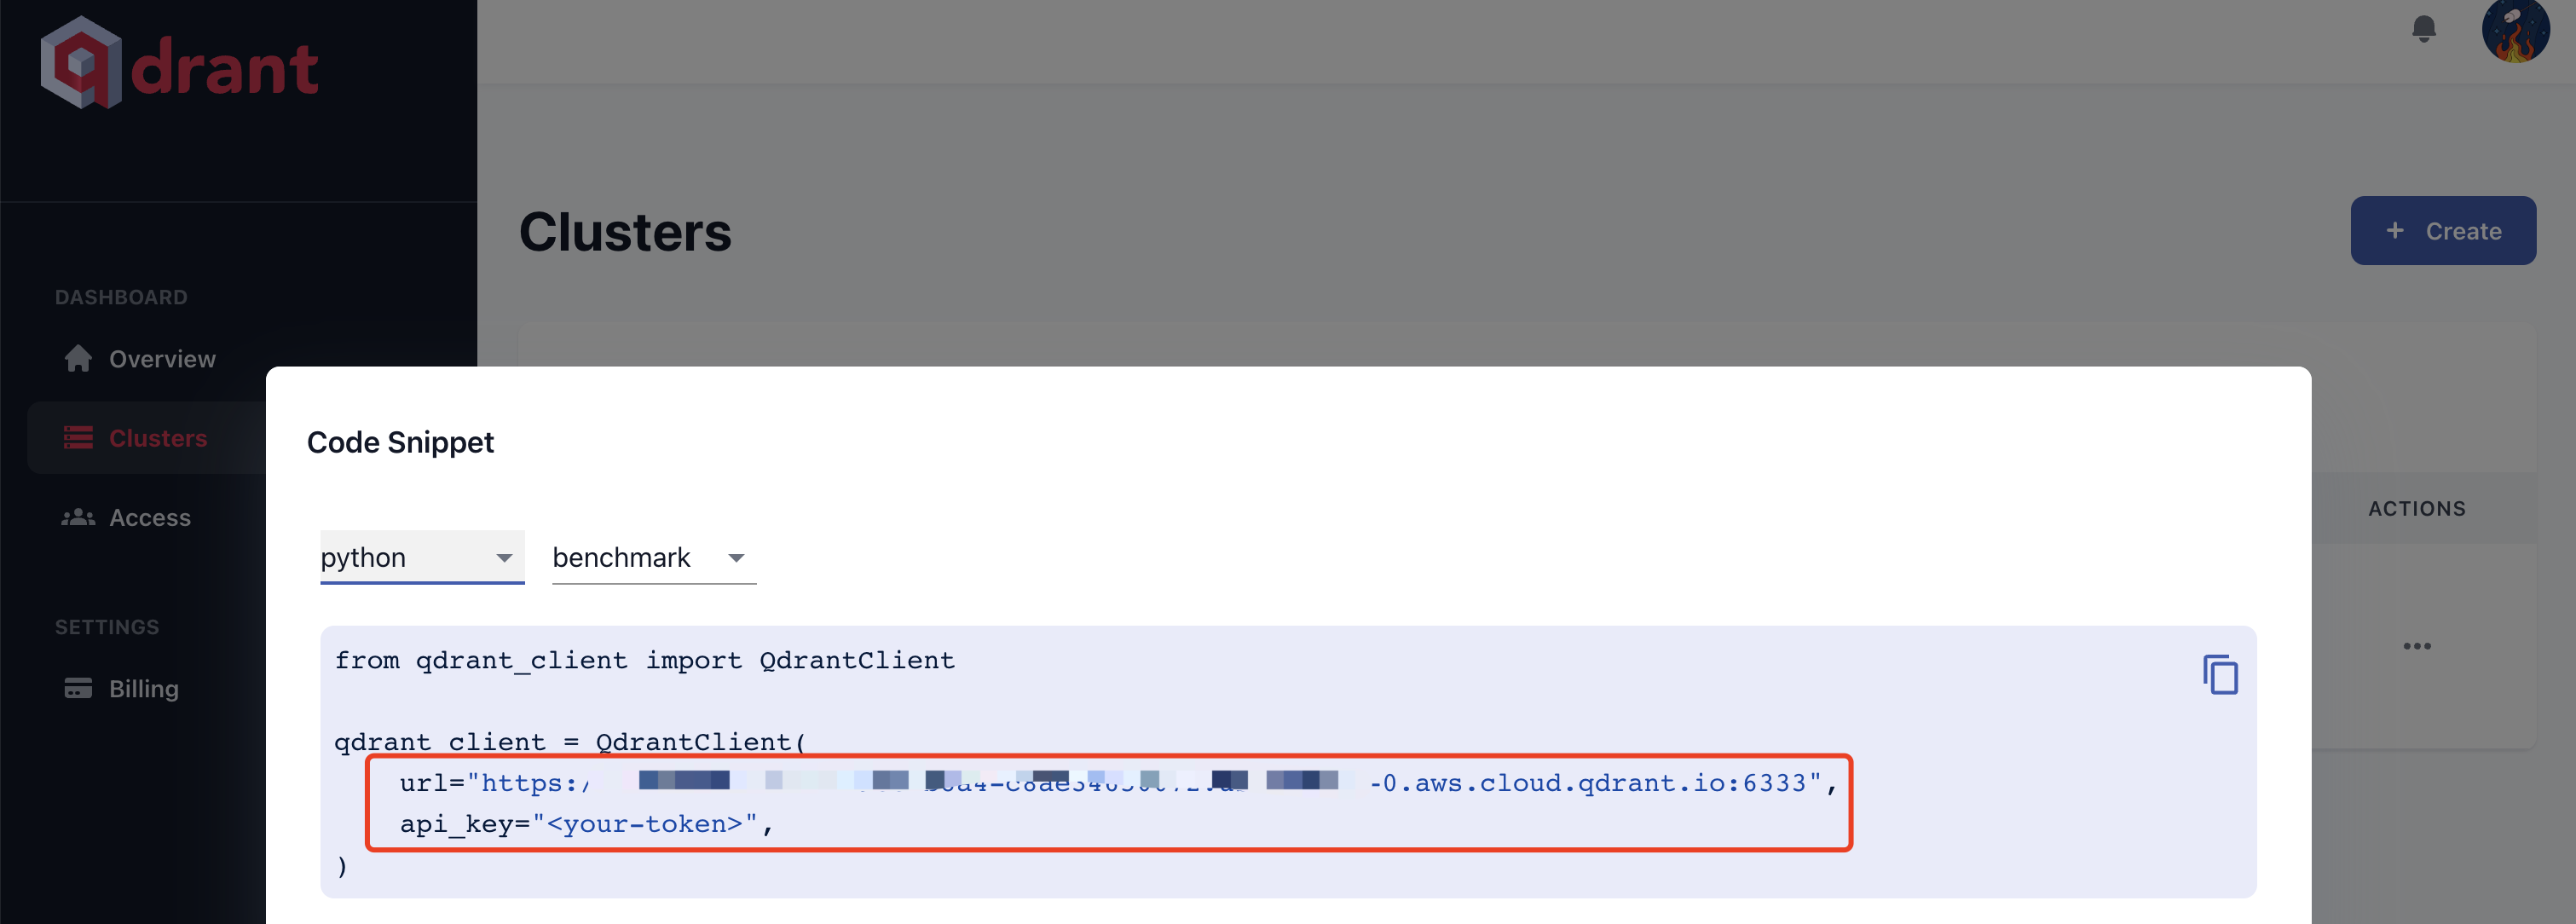 qdrant
Clusters
+ Create
DASHBOARD
Overview
Clusters
Access
SETTINGS
Billing
ACTIONS
Code Snippet
python benchmark
from qdrant_client import QdrantClient
qdrant_client = QdrantClient(
url="https:/ -0.aws.cloud.qdrant.io:6333",
api_key="<your-token>",
)